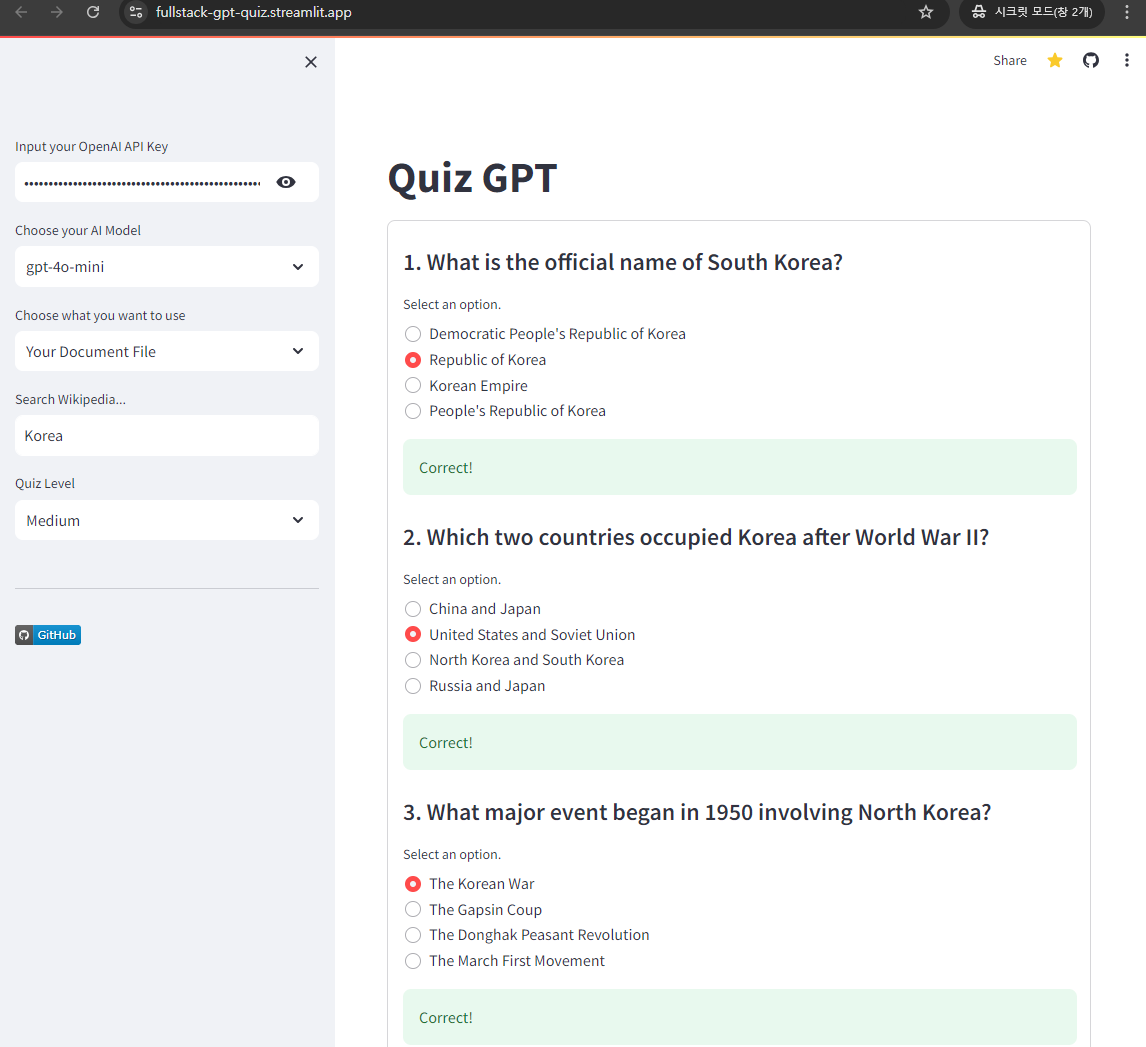 fullstack-gpt-quiz.streamlit.app
시크릿 모드(창 2개)
Share
Input your OpenAI API Key
••••••••••••••••••••••••••••••••••••••••••••••••
Choose your AI Model
gpt-4o-mini
Choose what you want to use
Your Document File
Search Wikipedia...
Korea
Quiz Level
Medium
GitHub
Quiz GPT
1. What is the official name of South Korea?
Select an option.
Democratic People's Republic of Korea
Republic of Korea
Korean Empire
People's Republic of Korea
Correct!
2. Which two countries occupied Korea after World War II?
Select an option.
China and Japan
United States and Soviet Union
North Korea and South Korea
Russia and Japan
Correct!
3. What major event began in 1950 involving North Korea?
Select an option.
The Korean War
The Gapsin Coup
The Donghak Peasant Revolution
The March First Movement
Correct!